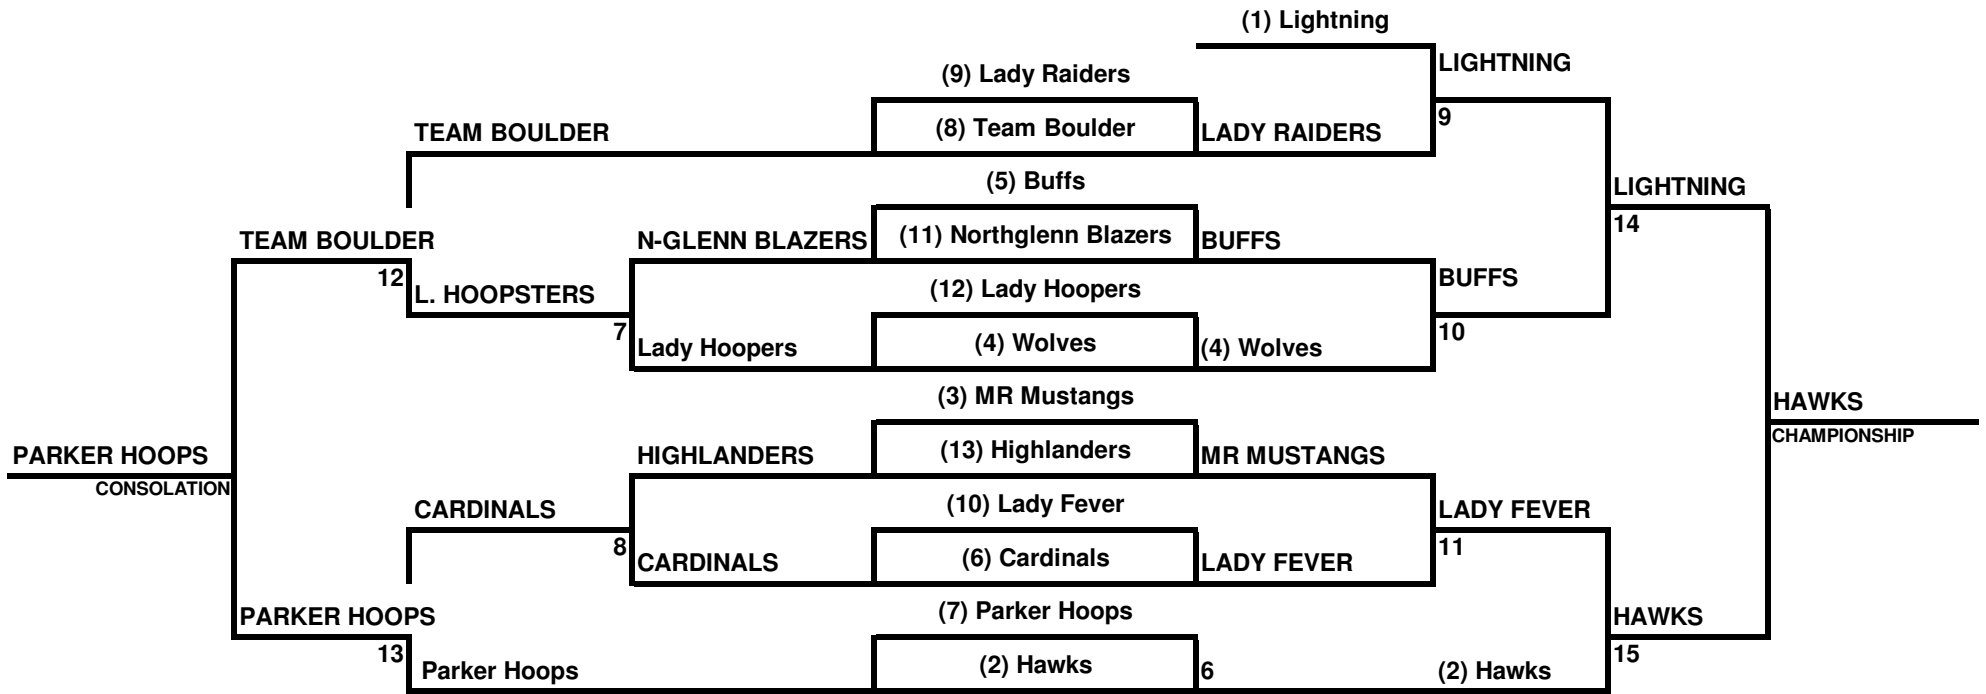 (1) Lightning
LIGHTNING
(9) Lady Raiders
9
TEAM BOULDER
(8) Team Boulder
LADY RAIDERS
(5) Buffs
LIGHTNING
14
TEAM BOULDER
N-GLENN BLAZERS
(11) Northglenn Blazers
BUFFS
12
BUFFS
L. HOOPSTERS
(12) Lady Hoopers
7
10
Lady Hoopers
(4) Wolves
(4) Wolves
(3) MR Mustangs
HAWKS
CHAMPIONSHIP
PARKER HOOPS
CONSOLATION
HIGHLANDERS
(13) Highlanders
MR MUSTANGS
CARDINALS
(10) Lady Fever
LADY FEVER
8
11
CARDINALS
(6) Cardinals
LADY FEVER
PARKER HOOPS
(7) Parker Hoops
HAWKS
13
15
Parker Hoops
(2) Hawks
6
(2) Hawks